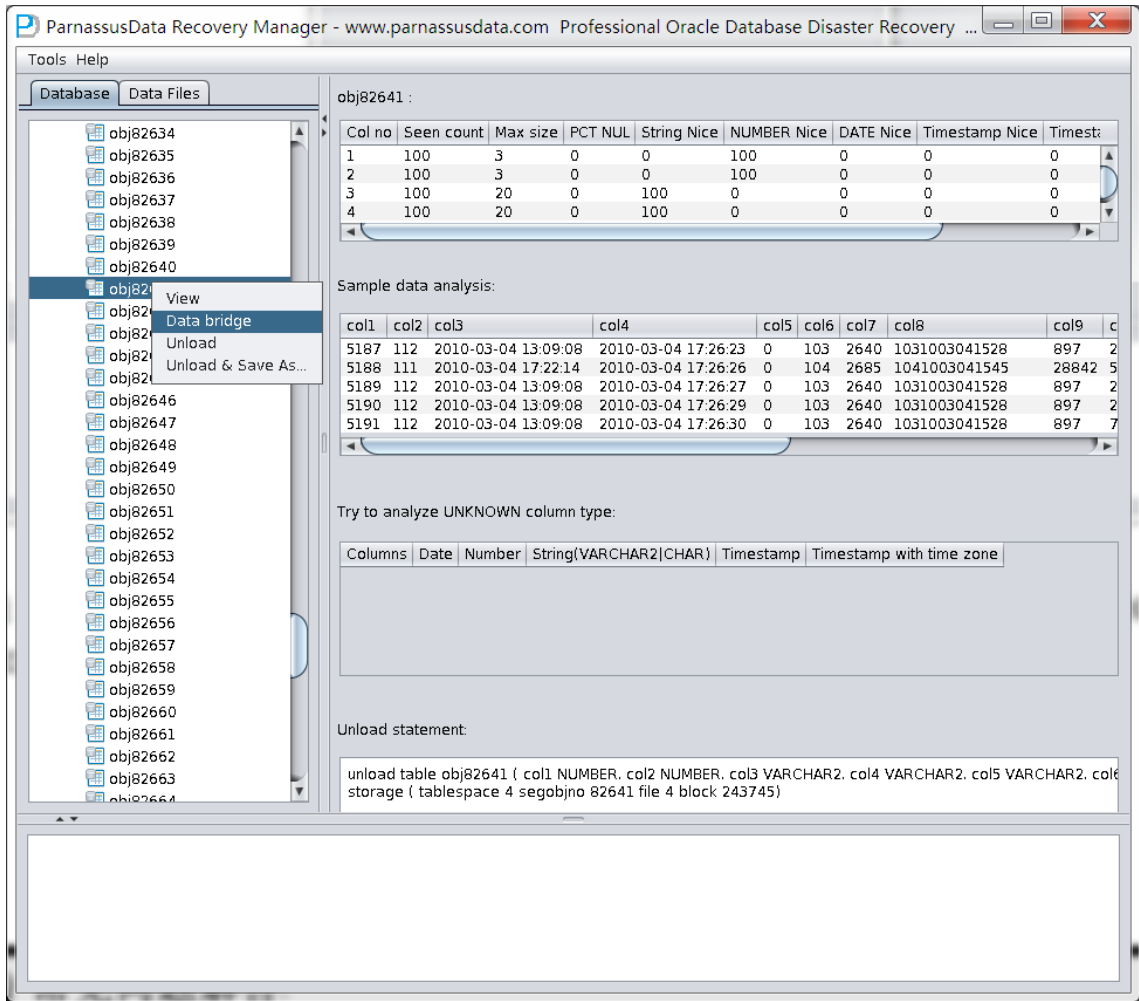 ParnassusData Recovery Manager - www.parnassusdata.com Professional Oracle Database Disaster Recovery ...
Tools Help
Database Data Files
obj82634
obj82635
obj82636
obj82637
obj82638
obj82639
obj82640
obj82646
obj82647
obj82648
obj82649
obj82650
obj82651
obj82652
obj82653
obj82654
obj82655
obj82656
obj82657
obj82658
obj82659
obj82660
obj82661
obj82662
obj82663
obj82664
View
Data bridge
Unload
Unload & Save As...
obj82641 :
Col no Seen count Max size PCT NUL String Nice NUMBER Nice DATE Nice Timestamp Nice
1 100 3 0 0 100 0 0 0
2 100 3 0 0 100 0 0 0
3 100 20 0 100 0 0 0 0
4 100 20 0 100 0 0 0 0
Sample data analysis:
col1 col2 col3 col4 col5 col6 col7 col8 col9 c
5187 112 2010-03-04 13:09:08 2010-03-04 17:26:23 0 103 2640 1031003041528 897 2
5188 111 2010-03-04 17:22:14 2010-03-04 17:26:26 0 104 2685 1041003041545 28842 5
5189 112 2010-03-04 13:09:08 2010-03-04 17:26:27 0 103 2640 1031003041528 897 2
5190 112 2010-03-04 13:09:08 2010-03-04 17:26:29 0 103 2640 1031003041528 897 2
5191 112 2010-03-04 13:09:08 2010-03-04 17:26:30 0 103 2640 1031003041528 897 7
Try to analyze UNKNOWN column type:
Columns Date Number String(VARCHAR2|CHAR) Timestamp Timestamp with time zone
Unload statement:
unload table obj82641 ( col1 NUMBER, col2 NUMBER, col3 VARCHAR2, col4 VARCHAR2, col5 VARCHAR2, col6
storage ( tablespace 4 segobjno 82641 file 4 block 243745)